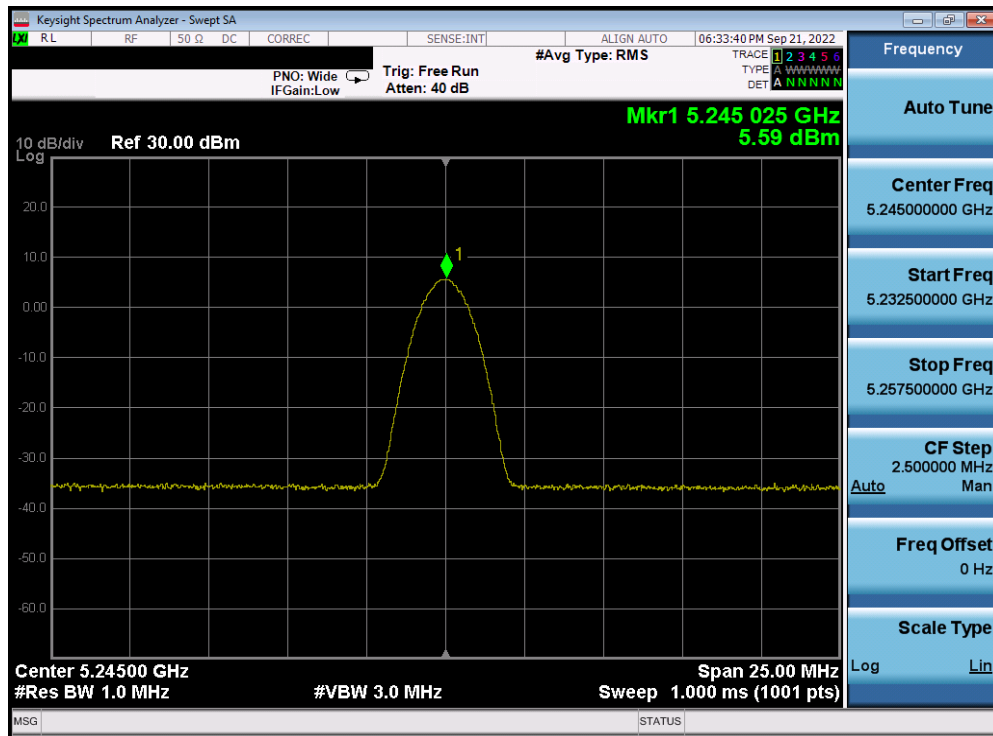 Keysight Spectrum Analyzer - Swept SA
LXI RL RF 50 Ω DC CORREC SENSE:INT ALIGN AUTO 06:33:40 PM Sep 21, 2022
#Avg Type: RMS
TRACE 1 2 3 4 5 6
PNO: Wide Trig: Free Run
TYPE A WWWWW
IFGain:Low Atten: 40 dB
DET A N N N N N
Mkr1 5.245 025 GHz
5.59 dBm
10 dB/div Ref 30.00 dBm
Log
20.0
10.0
0.00
-10.0
-20.0
-30.0
-40.0
-50.0
-60.0
1
Center 5.24500 GHz Span 25.00 MHz
#Res BW 1.0 MHz #VBW 3.0 MHz Sweep 1.000 ms (1001 pts)
MSG STATUS
Frequency
Auto Tune
Center Freq
5.245000000 GHz
Start Freq
5.232500000 GHz
Stop Freq
5.257500000 GHz
CF Step
2.500000 MHz
Auto Man
Freq Offset
0 Hz
Scale Type
Log Lin